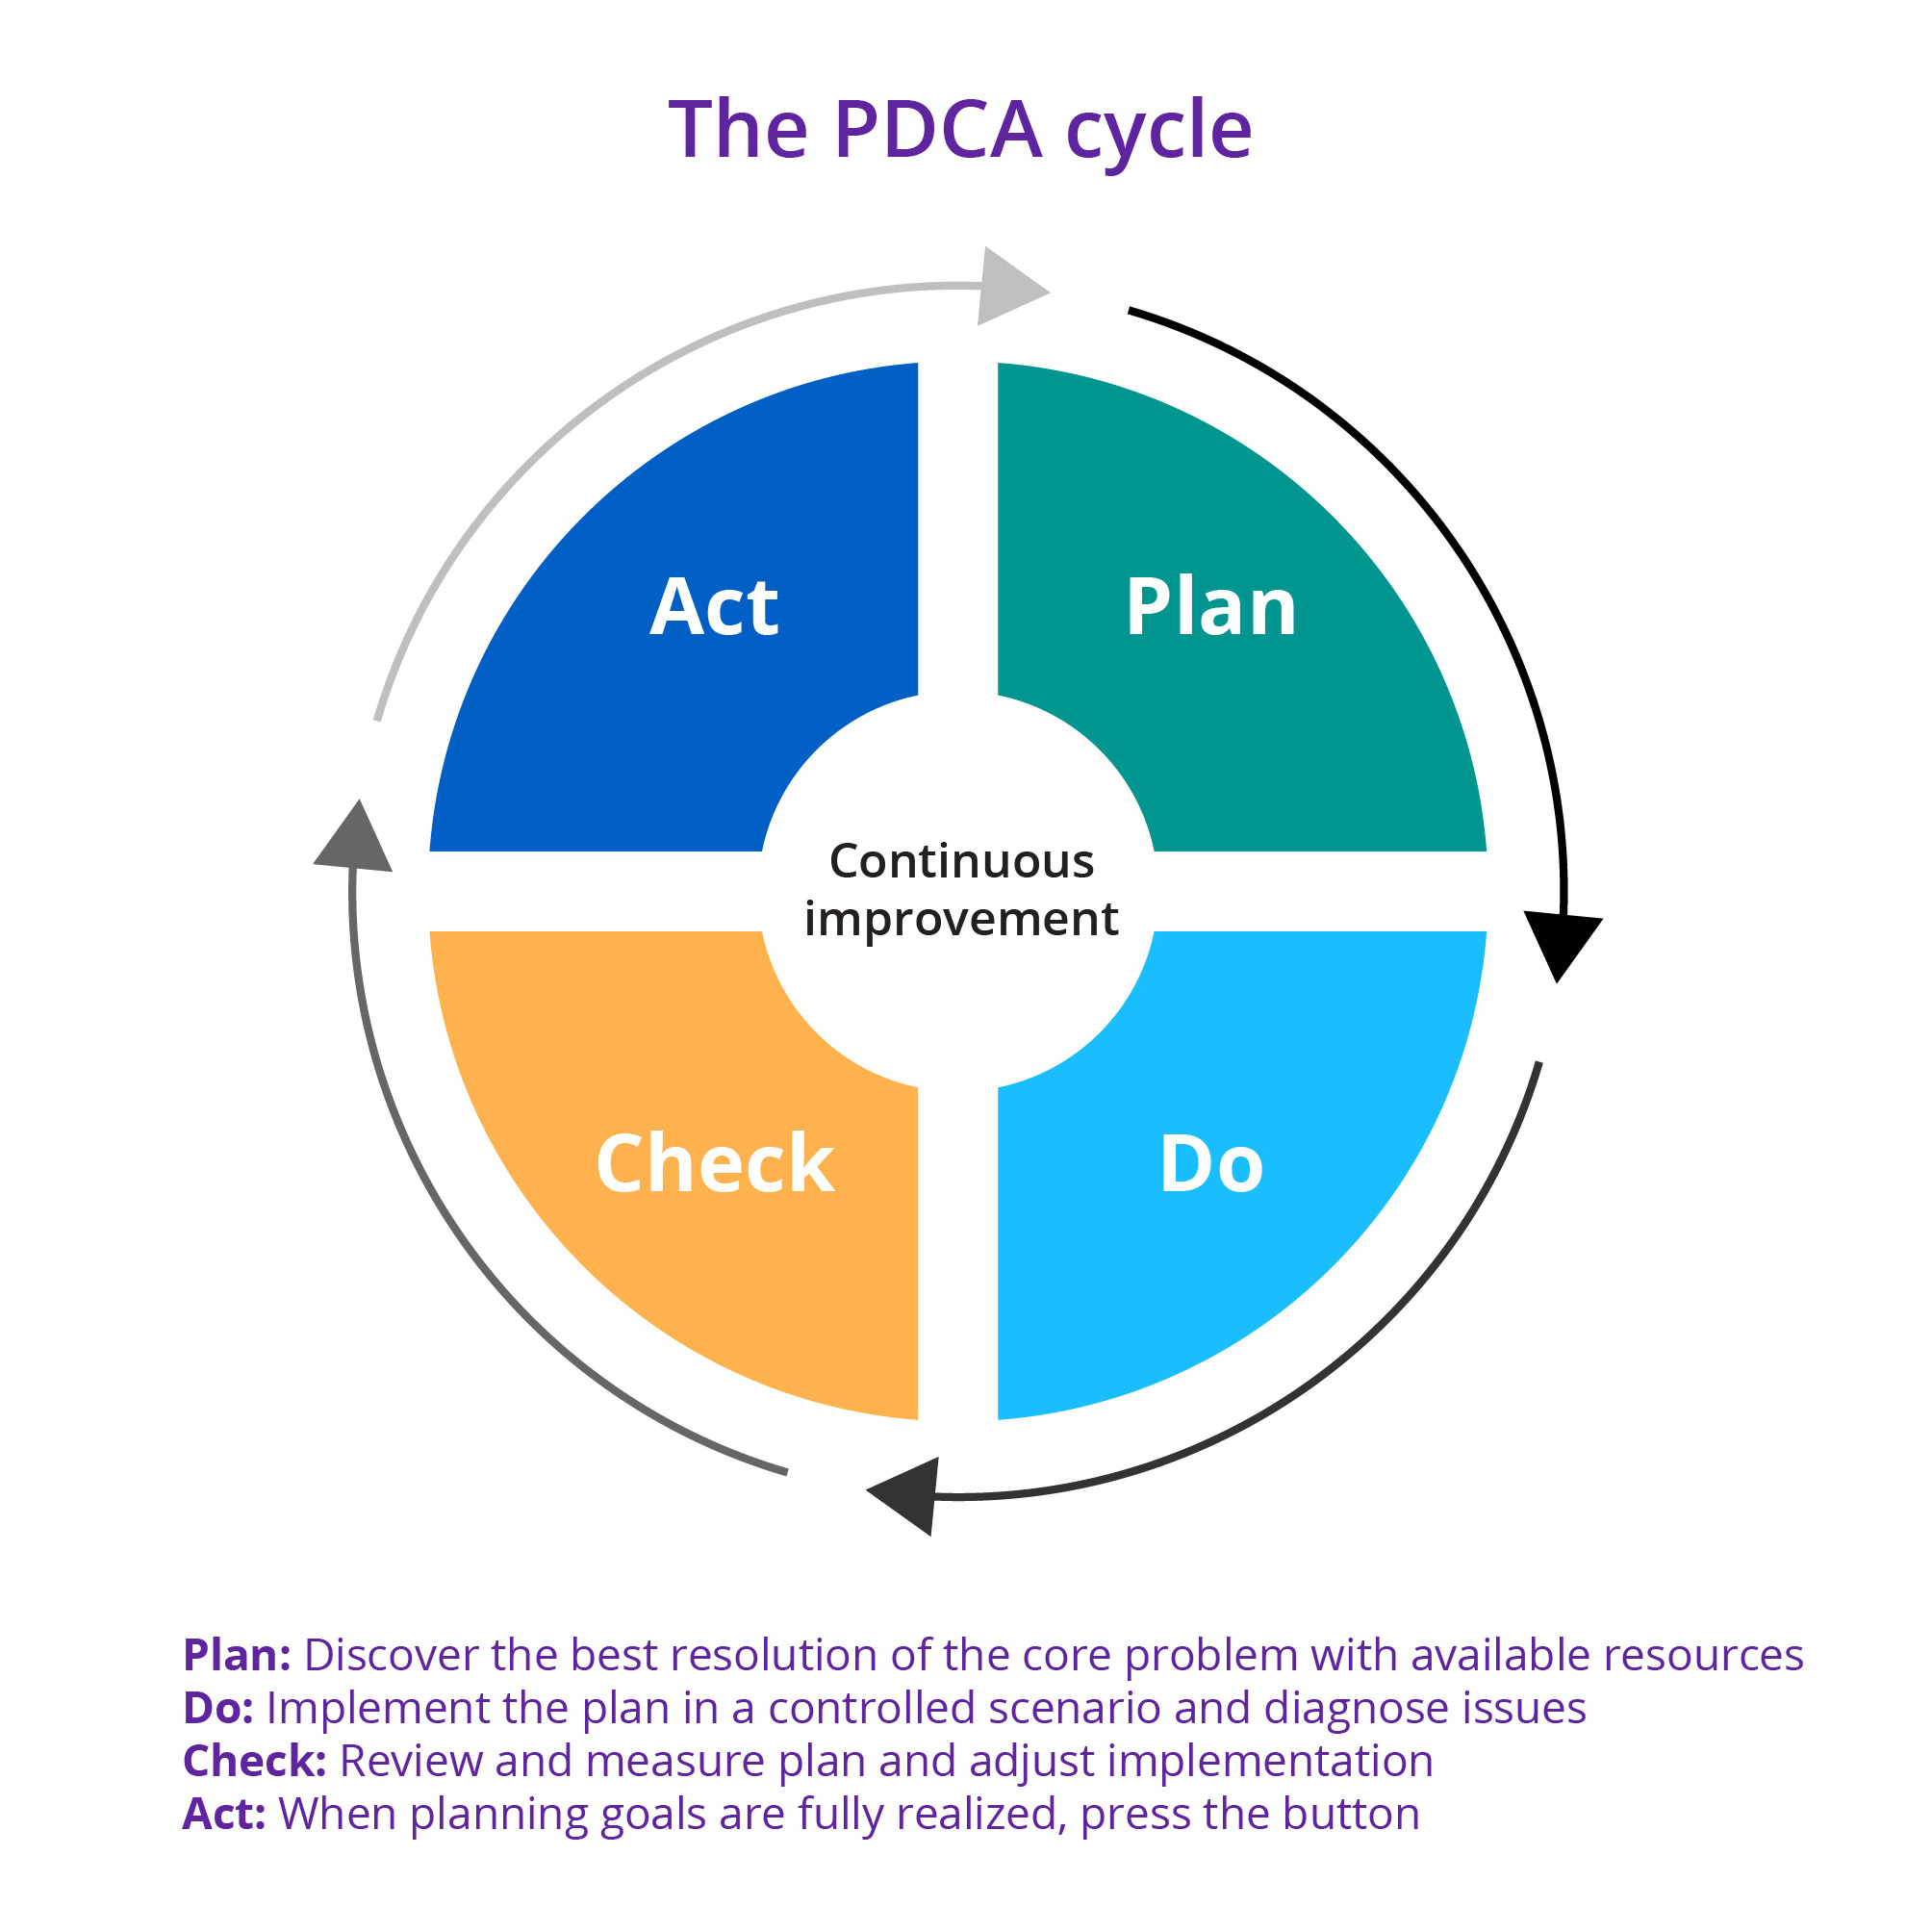 The PDCA cycle
Act
Plan
Continuous
improvement
Check
Do
Plan: Discover the best resolution of the core problem with available resources
Do: Implement the plan in a controlled scenario and diagnose issues
Check: Review and measure plan and adjust implementation
Act: When planning goals are fully realized, press the button